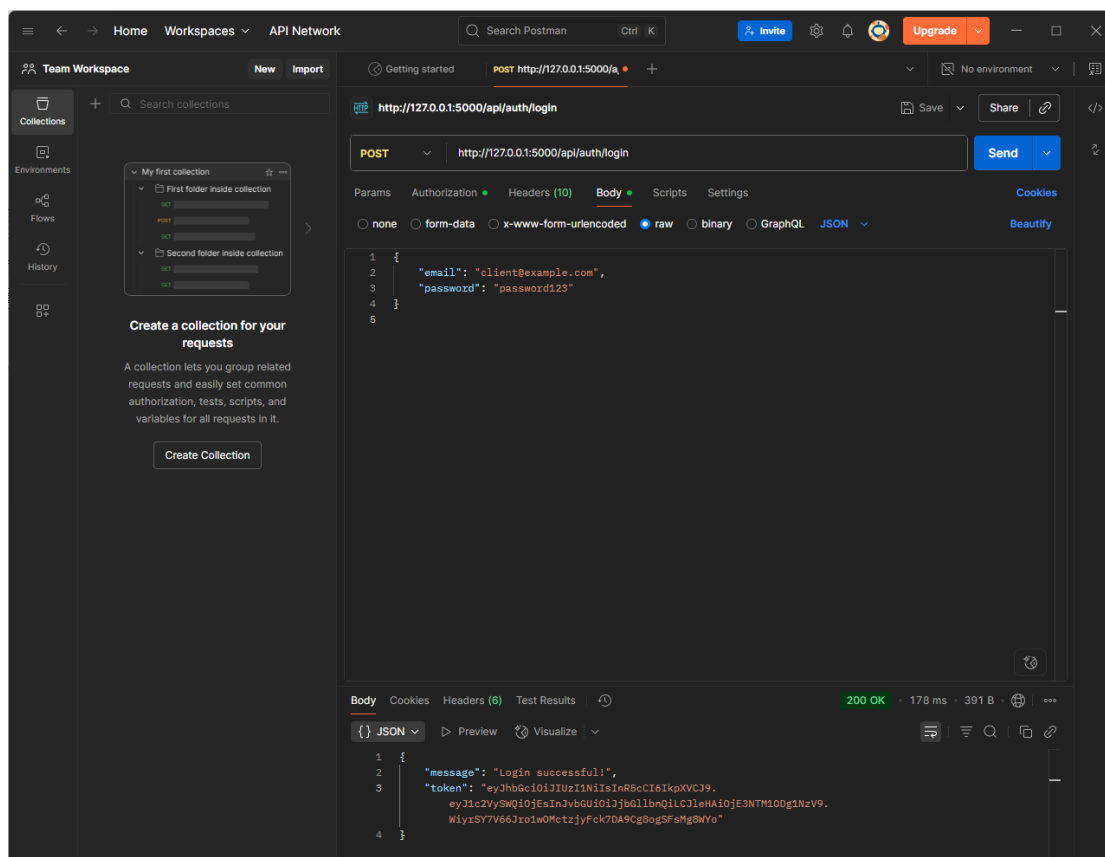 Home Workspaces API Network Search Postman Ctrl K Invite Upgrade
Team Workspace New Import
Getting started POST http://127.0.0.1:5000/a No environment
Collections
Environments
Flows
History
Search collections
My first collection
First folder inside collection
GET
POST
GET
Second folder inside collection
GET
GET
Create a collection for your
requests
A collection lets you group related
requests and easily set common
authorization, tests, scripts, and
variables for all requests in it.
Create Collection
HTTP http://127.0.0.1:5000/api/auth/login Save Share
POST http://127.0.0.1:5000/api/auth/login Send
Params Authorization Headers (10) Body Scripts Settings Cookies
none form-data x-www-form-urlencoded raw binary GraphQL JSON Beautify
1 {
2 "email": "client@example.com",
3 "password": "password123"
4 }
5
Body Cookies Headers (6) Test Results 200 OK 178 ms 391 B
{} JSON Preview Visualize
1 {
2 "message": "Login successful!",
3 "token": "eyJhbGciOiJIUzI1NiIsInR5cCI6IkpXVCJ9.
eyJ1c2VySWQiOjEsInJvbGUiOiJjbGllbnQiLCJleHAiOjE3NTM1ODg1NzV9.
WiyrSY7V66Jro1wOMctzjyFck7DA9Cg8ogSFsMg8WYo"
4 }